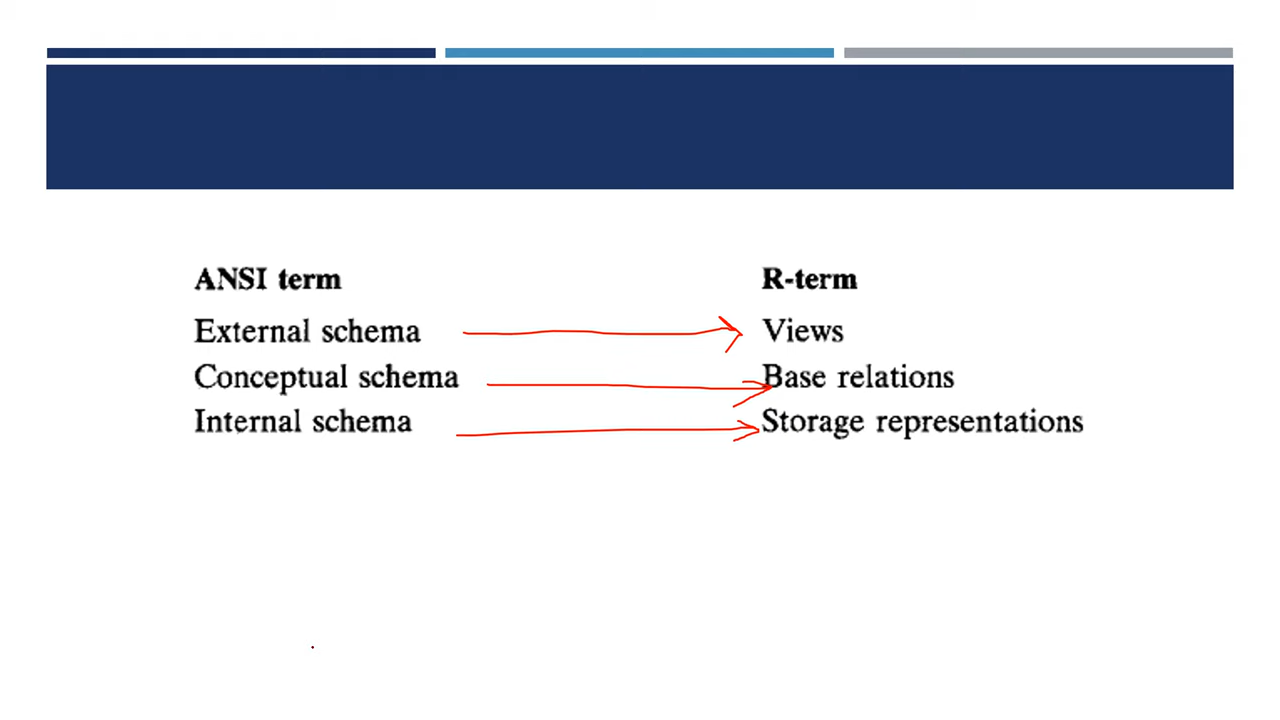 ANSI term R-term
External schema Views
Conceptual schema Base relations
Internal schema Storage representations